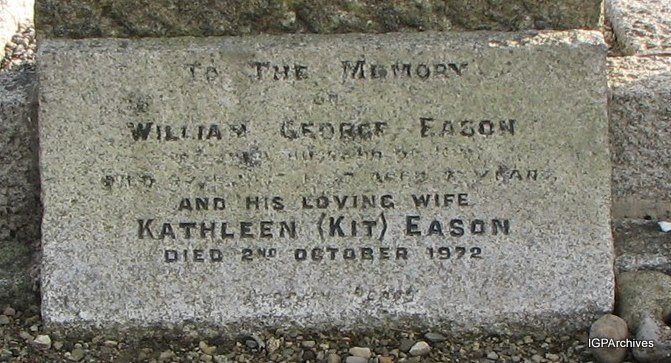 To The Memory
of
William George Eason
Died
and his loving wife
Kathleen (Kit) Eason
died 2nd October 1972
IGPArchives